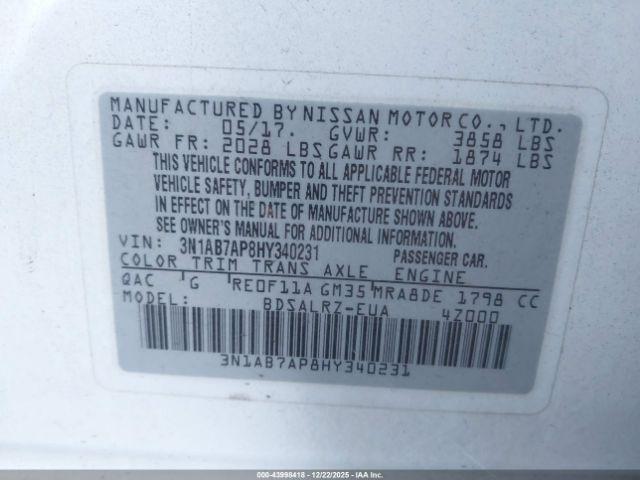 MANUFACTURED BY NISSAN MOTOR CO., LTD.
DATE: 05/17. GVWR: 3858 LBS
GAWR FR: 2028 LBS GAWR RR: 1874 LBS
THIS VEHICLE CONFORMS TO ALL APPLICABLE FEDERAL MOTOR
VEHICLE SAFETY, BUMPER AND THEFT PREVENTION STANDARDS
IN EFFECT ON THE DATE OF MANUFACTURE SHOWN ABOVE.
SEE OWNER'S MANUAL FOR ADDITIONAL INFORMATION.
VIN: 3N1AB7AP8HY340231 PASSENGER CAR.
COLOR TRIM TRANS AXLE ENGINE
QAC G RE0F11A GM35 MRA8DE 1798 CC
MODEL: BDSALRZ-EUA 4Z000
3N1AB7AP8HY340231
000-43998418 - 12/22/2025 - IAA Inc.